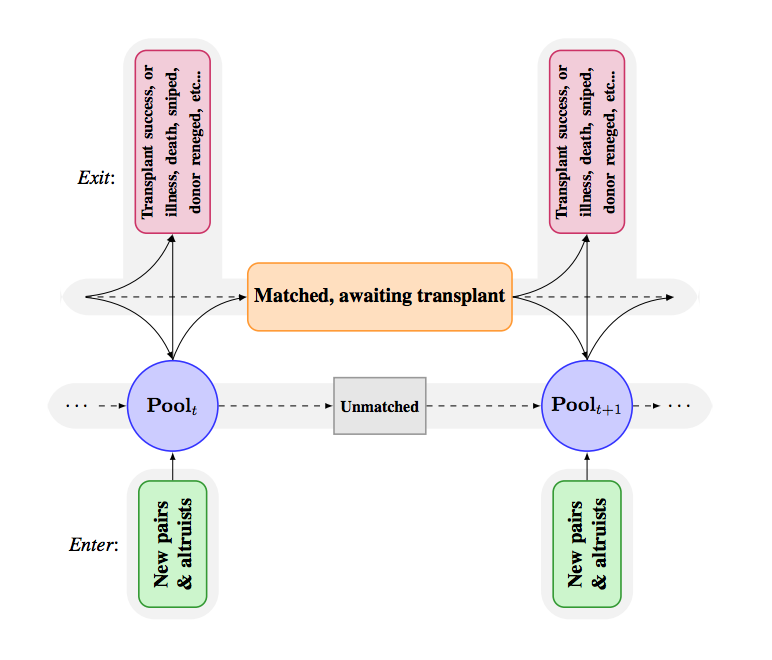 Transplant success, or
illness, death, sniped,
donor reneged, etc...
Transplant success, or
illness, death, sniped,
donor reneged, etc...
Exit:
Matched, awaiting transplant
... Pool_t
Unmatched
Pool_{t+1} ...
Enter:
New pairs
& altruists
New pairs
& altruists